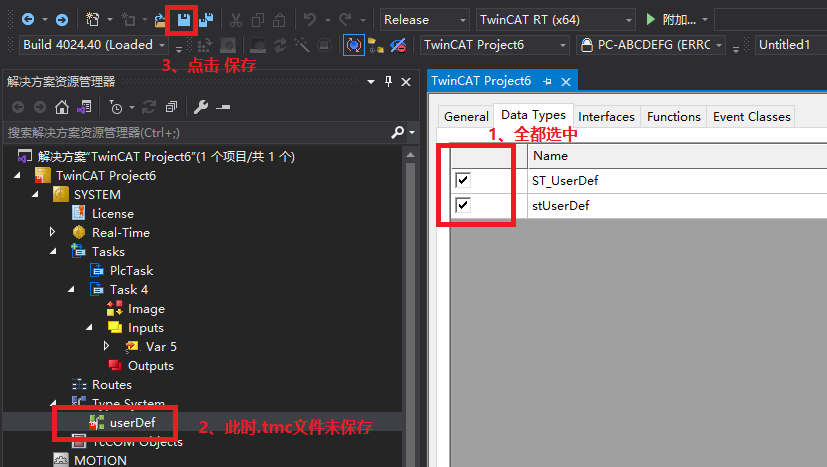 Release
TwinCAT RT (x64)
附加...
Build 4024.40 (Loaded
TwinCAT Project6
PC-ABCDEFG (ERRC
Untitled1
3、点击 保存
解决方案资源管理器
TwinCAT Project6
搜索解决方案资源管理器(Ctrl+;)
General
Data Types
Interfaces
Functions
Event Classes
1、全都选中
解决方案"TwinCAT Project6"(1 个项目/共 1 个)
Name
TwinCAT Project6
ST_UserDef
SYSTEM
stUserDef
License
Real-Time
Tasks
PlcTask
Task 4
Image
Inputs
Var 5
Outputs
Routes
Type System
userDef
2、此时.tmc文件未保存
TcCOM Objects
MOTION